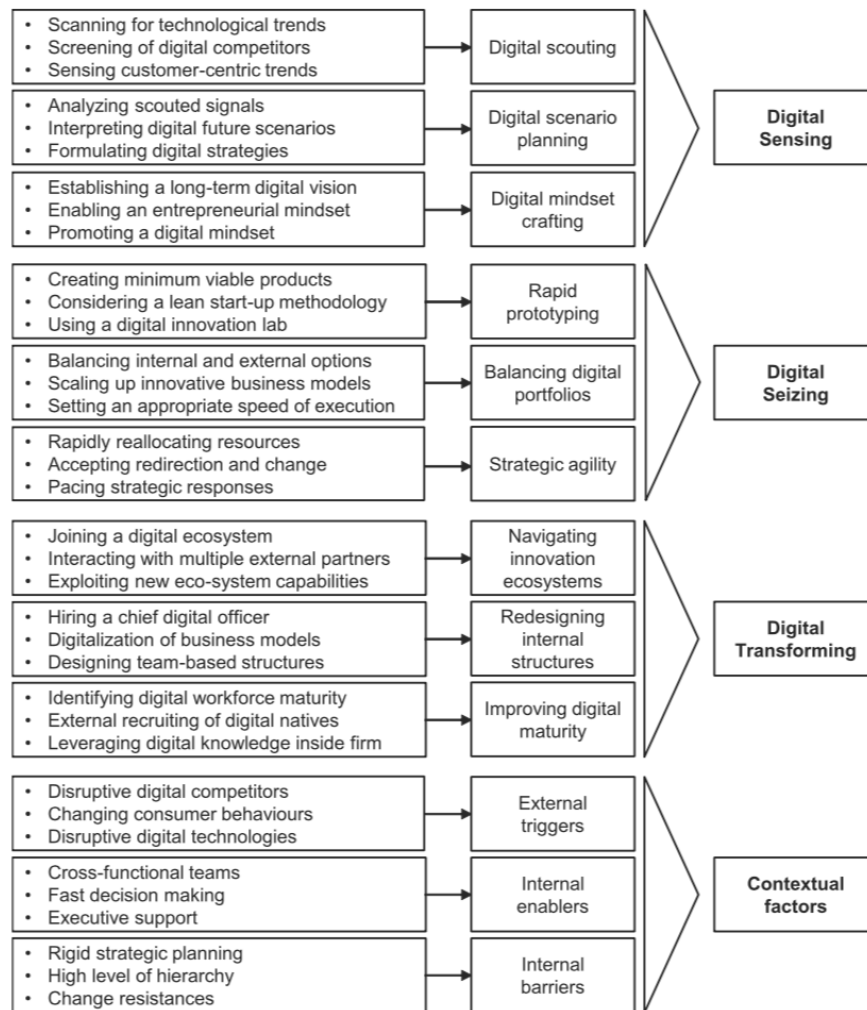 • Scanning for technological trends
• Screening of digital competitors
• Sensing customer-centric trends
Digital scouting
• Analyzing scouted signals
• Interpreting digital future scenarios
• Formulating digital strategies
Digital scenario
planning
• Establishing a long-term digital vision
• Enabling an entrepreneurial mindset
• Promoting a digital mindset
Digital mindset
crafting
Digital
Sensing
• Creating minimum viable products
• Considering a lean start-up methodology
• Using a digital innovation lab
Rapid
prototyping
• Balancing internal and external options
• Scaling up innovative business models
• Setting an appropriate speed of execution
Balancing digital
portfolios
• Rapidly reallocating resources
• Accepting redirection and change
• Pacing strategic responses
Strategic agility
Digital
Seizing
• Joining a digital ecosystem
• Interacting with multiple external partners
• Exploiting new eco-system capabilities
Navigating
innovation
ecosystems
• Hiring a chief digital officer
• Digitalization of business models
• Designing team-based structures
Redesigning
internal
structures
• Identifying digital workforce maturity
• External recruiting of digital natives
• Leveraging digital knowledge inside firm
Improving digital
maturity
Digital
Transforming
• Disruptive digital competitors
• Changing consumer behaviours
• Disruptive digital technologies
External
triggers
• Cross-functional teams
• Fast decision making
• Executive support
Internal
enablers
• Rigid strategic planning
• High level of hierarchy
• Change resistances
Internal
barriers
Contextual
factors